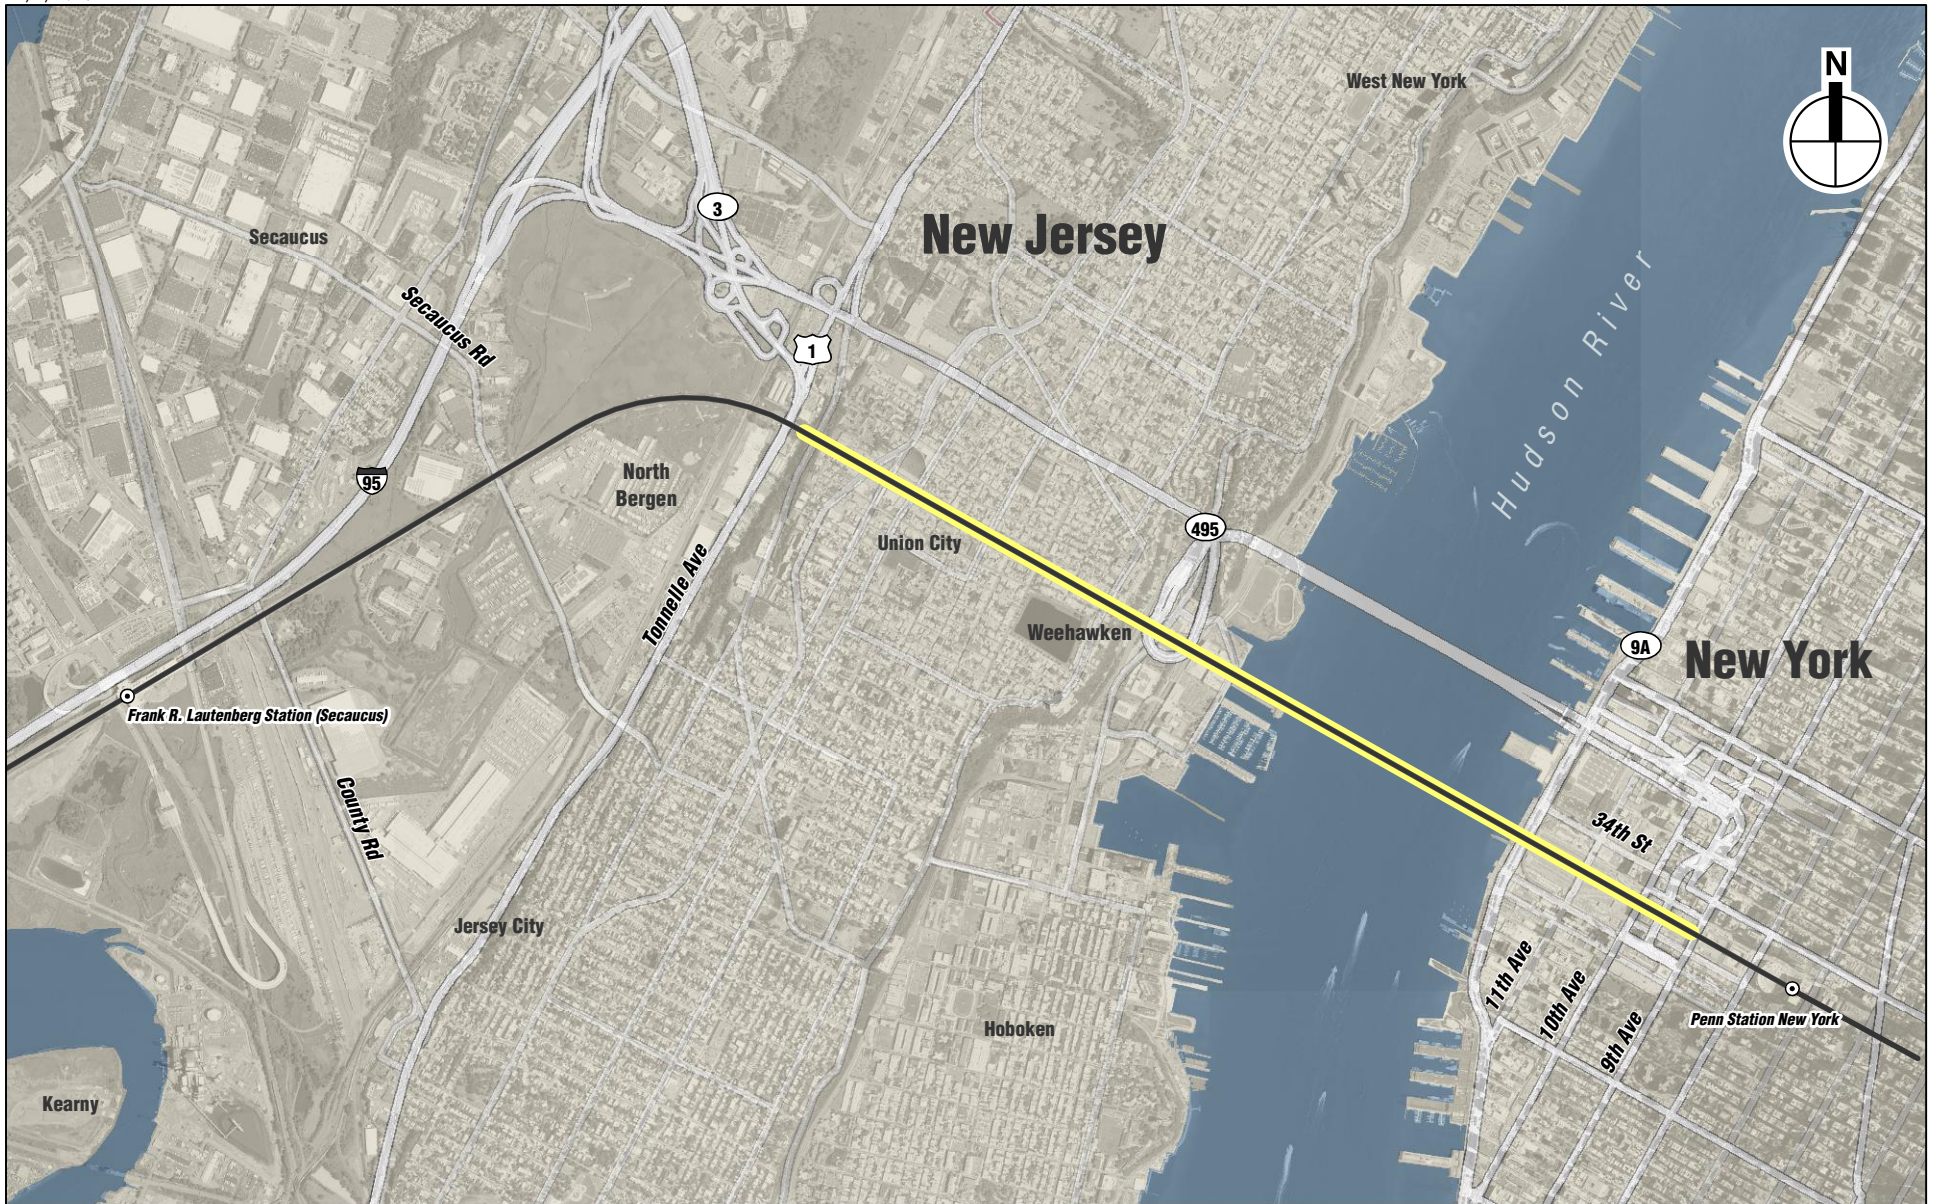 N
West New York
3
New Jersey
Secaucus
Secaucus Rd
1
Hudson River
95
North
Bergen
495
Union City
Tonnelle Ave
Weehawken
9A
New York
Frank R. Lautenberg Station (Secaucus)
County Rd
34th St
Jersey City
11th Ave
10th Ave
9th Ave
Penn Station New York
Hoboken
Kearny